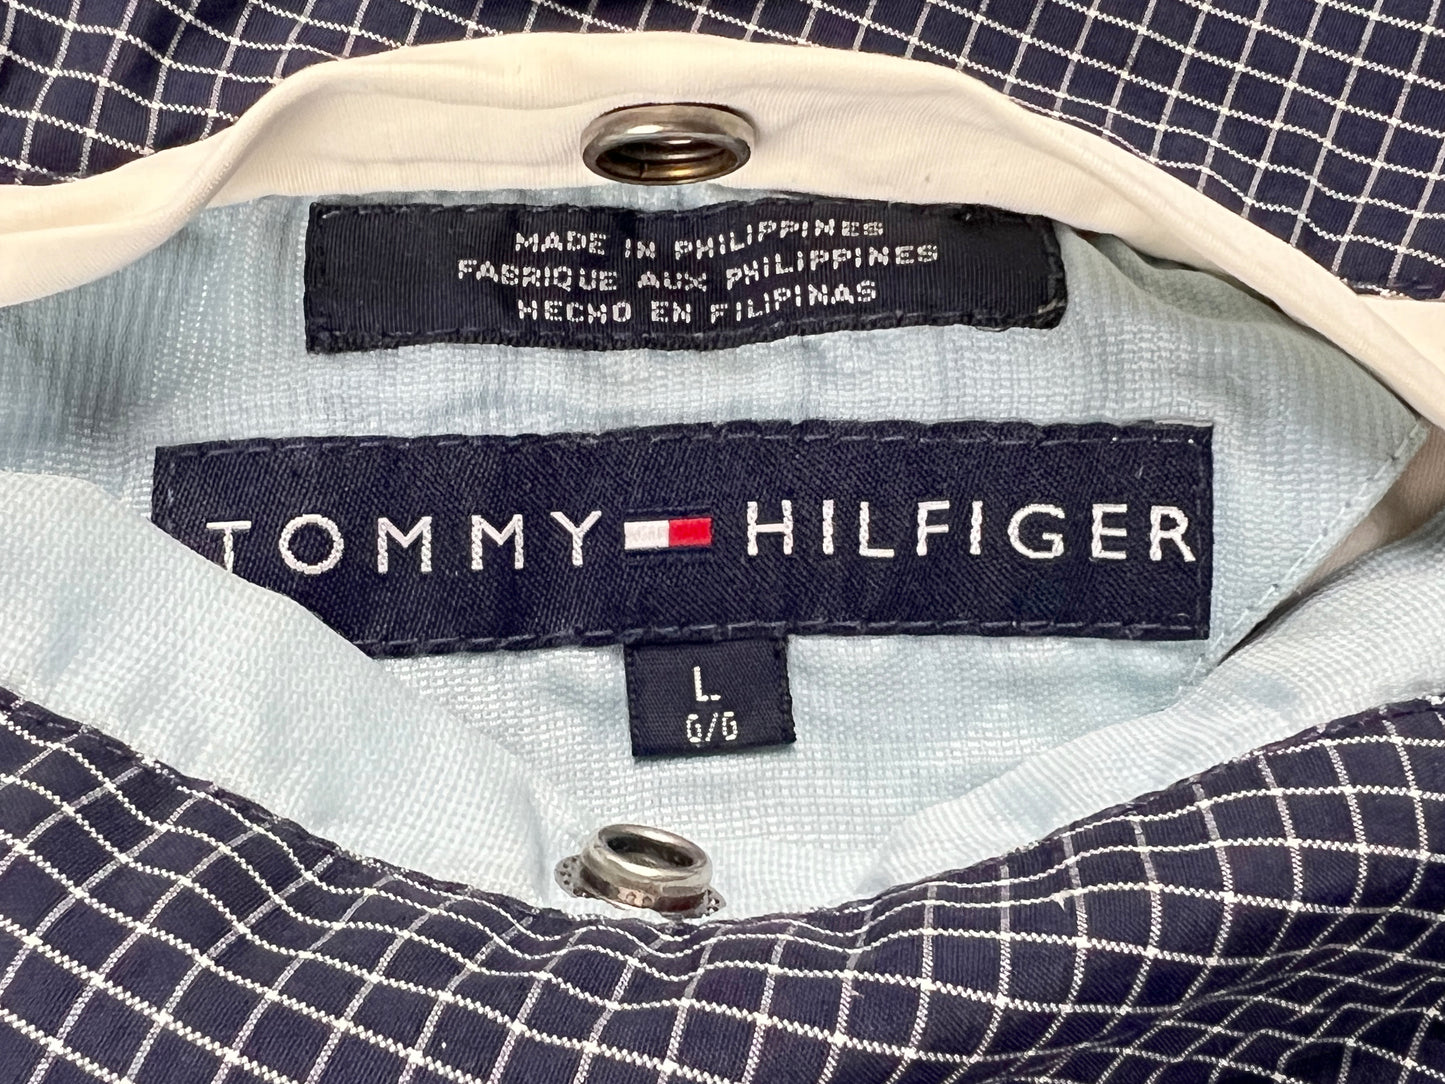 MADE IN PHILIPPINES
FABRIQUE AUX PHILIPPINES
HECHO EN FILIPINAS
TOMMY HILFIGER
L
G/G